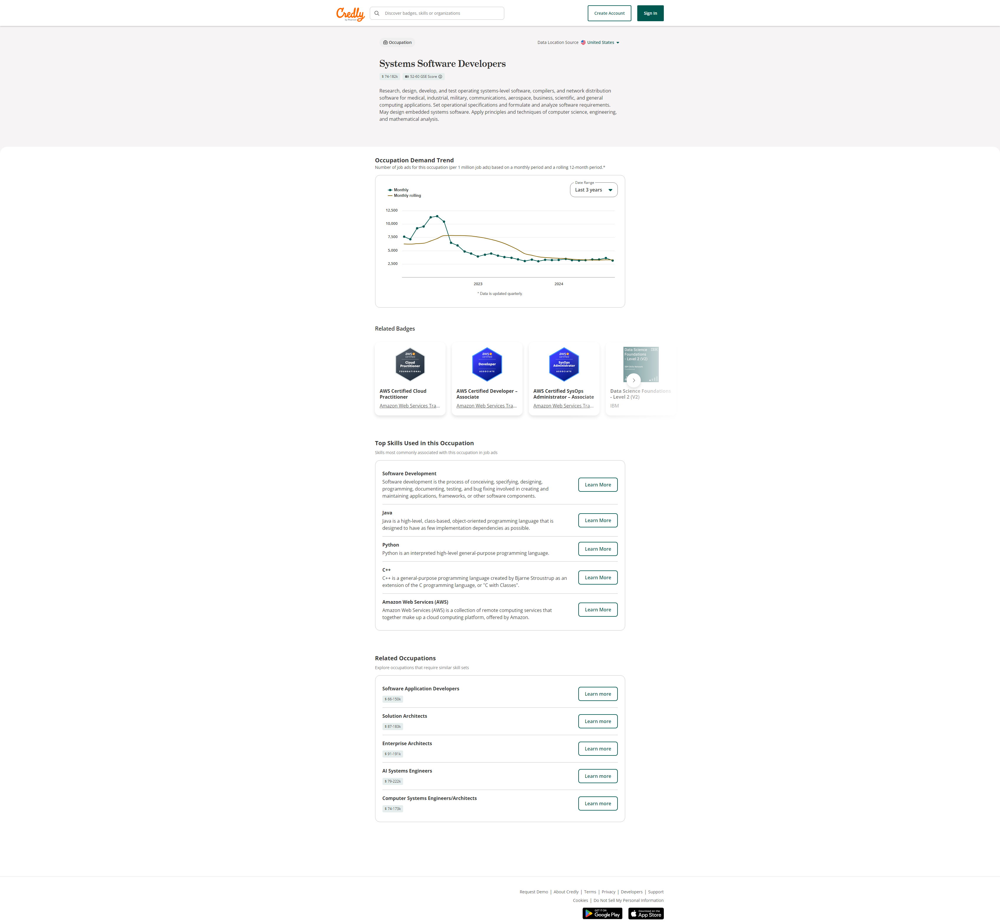 Credly
by Pearson
Discover badges, skills or organizations
Create Account
Sign In
Occupation
Data Location Source United States
Systems Software Developers
$ 74-182k
52-60 GSE Score
Research, design, develop, and test operating systems-level software, compilers, and network distribution
software for medical, industrial, military, communications, aerospace, business, scientific, and general
computing applications. Set operational specifications and formulate and analyze software requirements.
May design embedded systems software. Apply principles and techniques of computer science, engineering,
and mathematical analysis.
Occupation Demand Trend
Number of job ads for this occupation (per 1 million job ads) based on a monthly period and a rolling 12-month period.*
Date Range
Last 3 years
Monthly
Monthly rolling
12,500
10,000
7,500
5,000
2,500
2023
2024
* Data is updated quarterly.
Related Badges
aws
certified
Cloud
Practitioner
FOUNDATIONAL
AWS Certified Cloud
Practitioner
Amazon Web Services Tra...
aws
certified
Developer
ASSOCIATE
AWS Certified Developer –
Associate
Amazon Web Services Tra...
aws
certified
SysOps
Administrator
ASSOCIATE
AWS Certified SysOps
Administrator – Associate
Amazon Web Services Tra...
Data Science
Foundations
- Level 2 (V2)
IBM
IBM Skills Network
Data Science Foundations
- Level 2 (V2)
IBM
Top Skills Used in this Occupation
Skills most commonly associated with this occupation in job ads
Software Development
Software development is the process of conceiving, specifying, designing,
programming, documenting, testing, and bug fixing involved in creating and
maintaining applications, frameworks, or other software components.
Learn More
Java
Java is a high-level, class-based, object-oriented programming language that is
designed to have as few implementation dependencies as possible.
Learn More
Python
Python is an interpreted high-level general-purpose programming language.
Learn More
C++
C++ is a general-purpose programming language created by Bjarne Stroustrup as an
extension of the C programming language, or "C with Classes".
Learn More
Amazon Web Services (AWS)
Amazon Web Services (AWS) is a collection of remote computing services that
together make up a cloud computing platform, offered by Amazon.
Learn More
Related Occupations
Explore occupations that require similar skill sets
Software Application Developers
$ 66-150k
Learn more
Solution Architects
$ 87-183k
Learn more
Enterprise Architects
$ 91-191k
Learn more
AI Systems Engineers
$ 79-222k
Learn more
Computer Systems Engineers/Architects
$ 74-173k
Learn more
Request Demo | About Credly | Terms | Privacy | Developers | Support
Cookies | Do Not Sell My Personal Information
GET IT ON
Google Play
Download on the
App Store